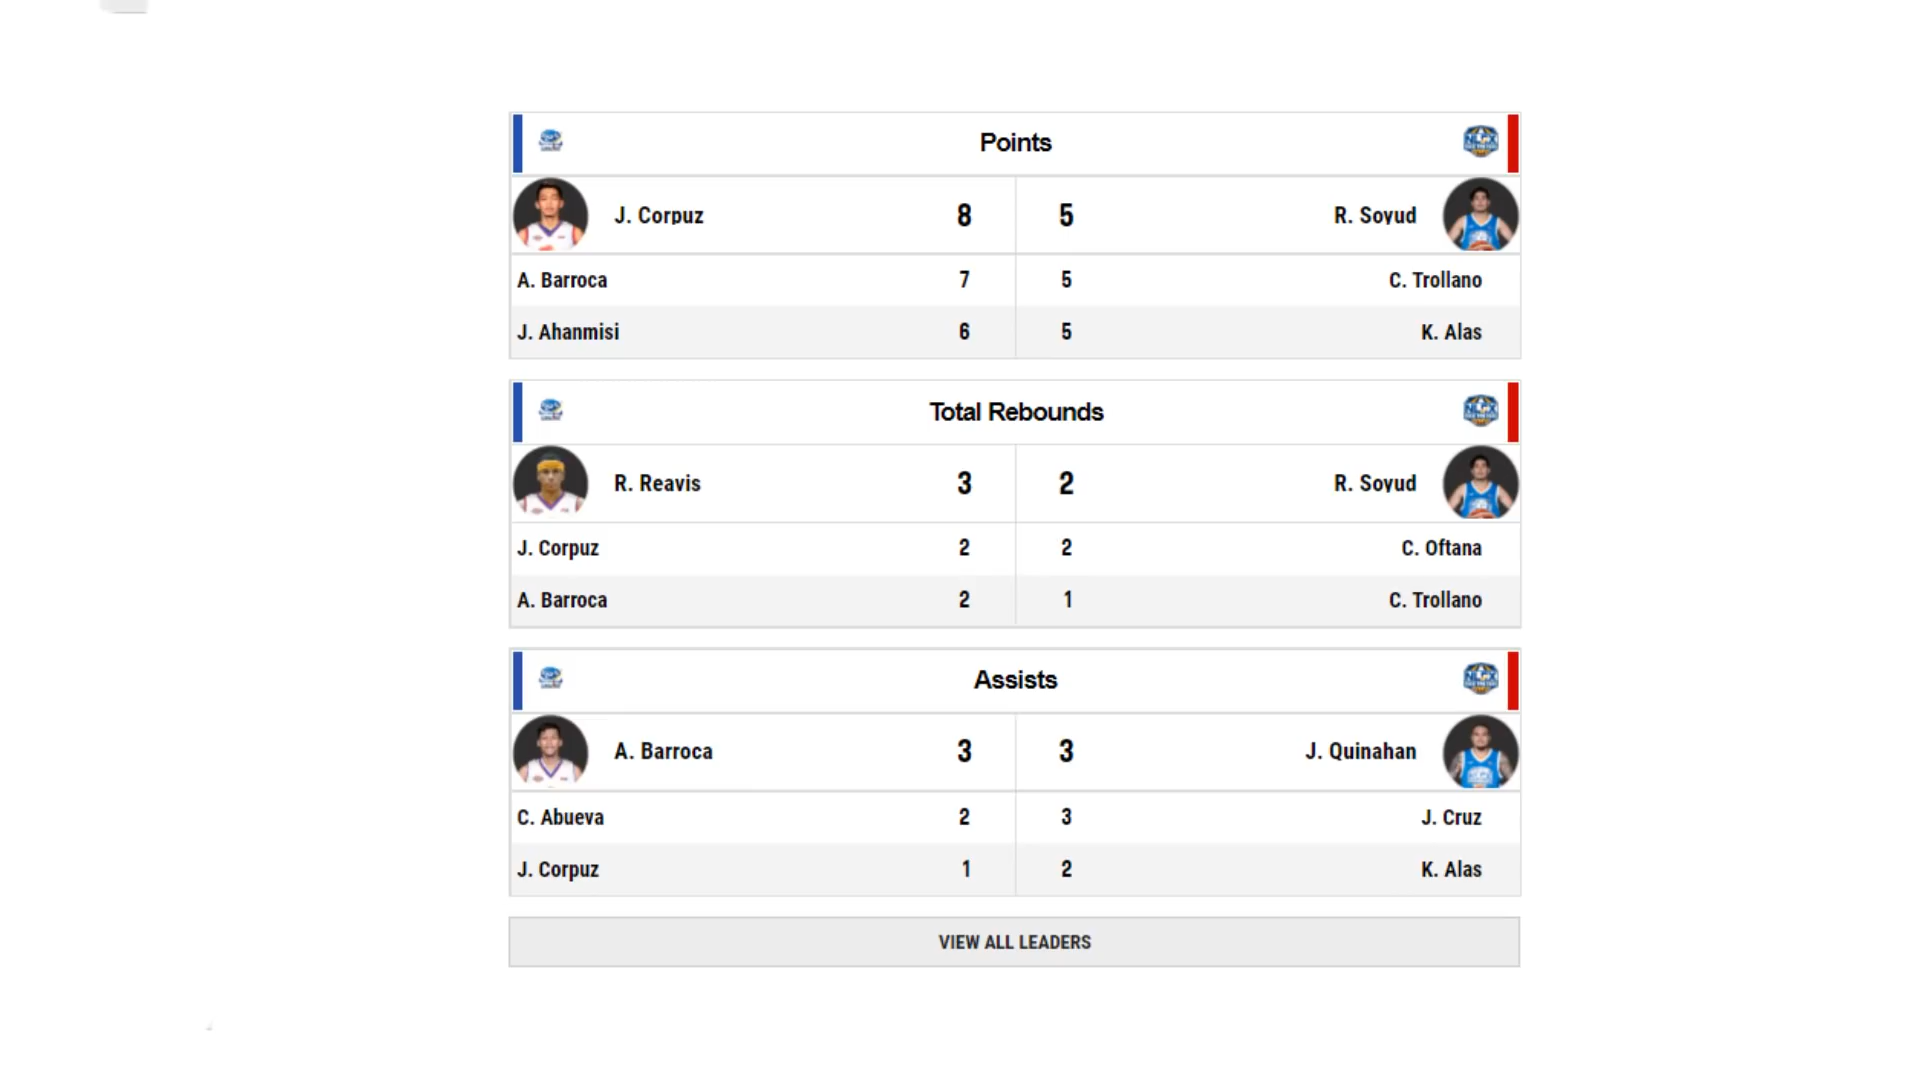 Points
J. Corpuz 8 5 R. Soyud
A. Barroca 7 5 C. Trollano
J. Ahanmisi 6 5 K. Alas
Total Rebounds
R. Reavis 3 2 R. Soyud
J. Corpuz 2 2 C. Oftana
A. Barroca 2 1 C. Trollano
Assists
A. Barroca 3 3 J. Quinahan
C. Abueva 2 3 J. Cruz
J. Corpuz 1 2 K. Alas
VIEW ALL LEADERS